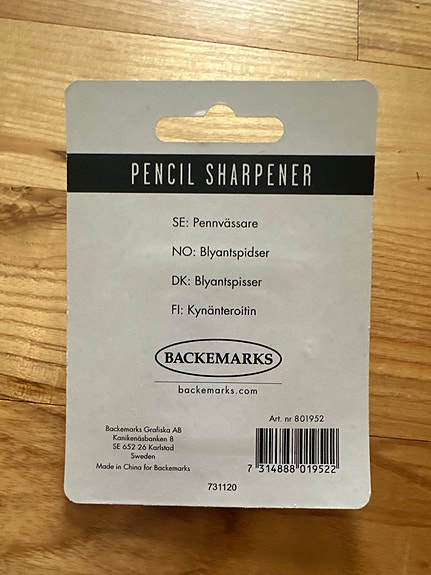 PENCIL SHARPENER
SE: Pennvässare
NO: Blyantspidser
DK: Blyantspisser
FI: Kynänteroitin
BACKEMARKS
backemarks.com
Backemarks Grafiska AB
Kanikenäsbanken 8
SE 652 26 Karlstad
Sweden
Made in China for Backemarks
Art. nr 801952
7 314888 019522
731120